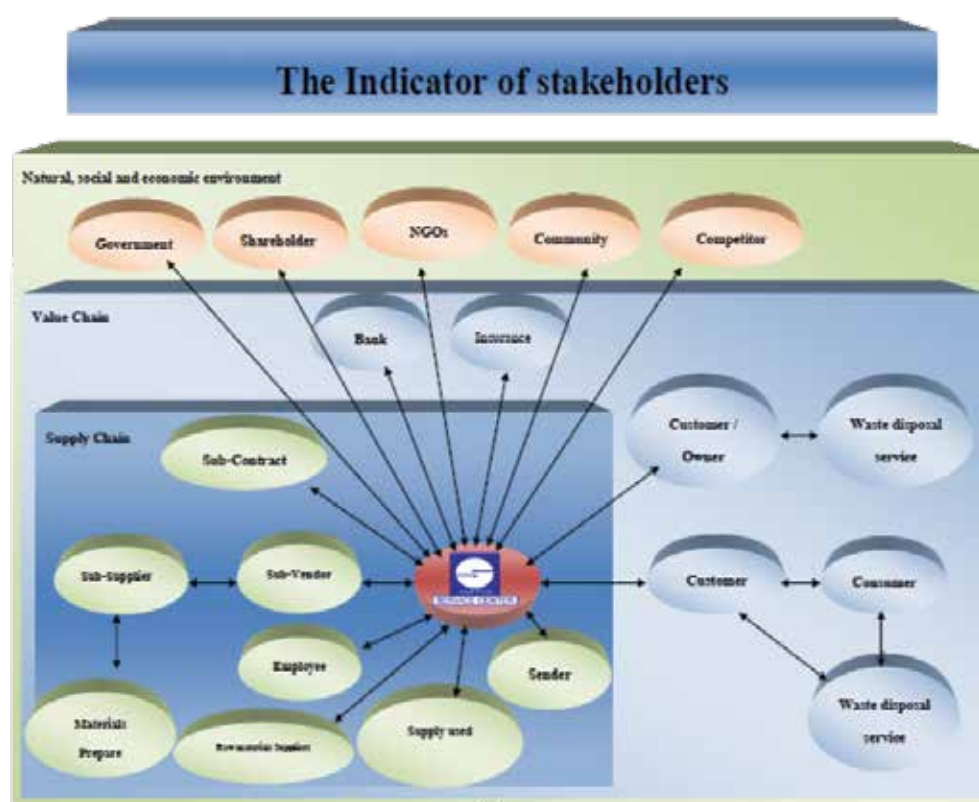 The Indicator of stakeholders
Natural, social and economic environment
Government
Shareholder
NGOs
Community
Competitor
Value Chain
Bank
Insurance
Supply Chain
Sub-Contract
Customer /
Owner
Waste disposal
service
Sub-Supplier
Sub-Vendor
SERVICE CENTER
Customer
Consumer
Employee
Sender
Materials
Prepare
Supply used
Waste disposal
service